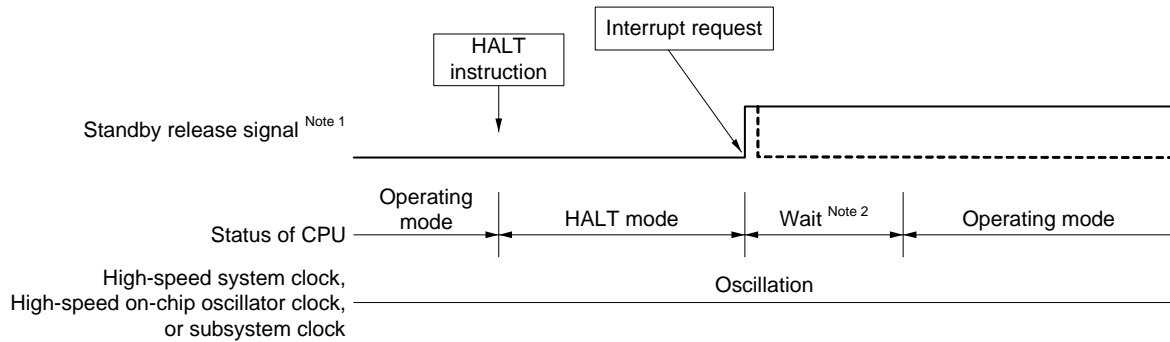 Interrupt request
HALT
instruction
Standby release signal Note 1
Operating
mode
HALT mode
Wait Note 2
Operating mode
Status of CPU
High-speed system clock,
High-speed on-chip oscillator clock,
or subsystem clock
Oscillation